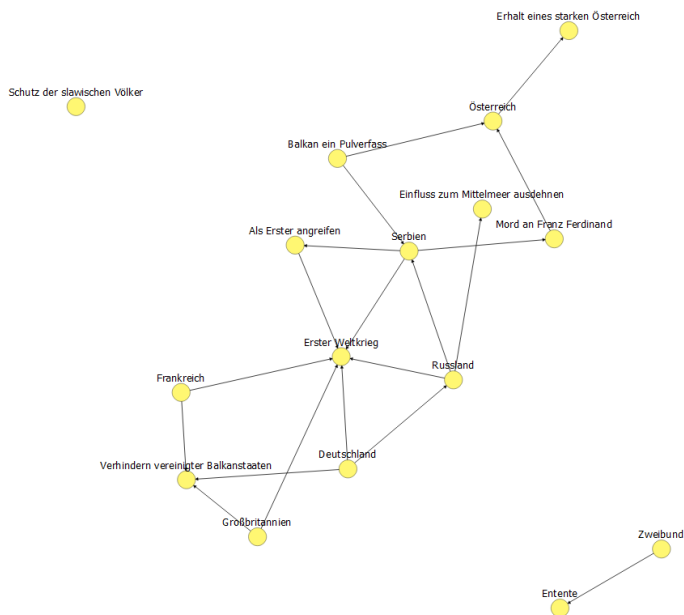 Erhalt eines starken Österreich
Schutz der slawischen Völker
Österreich
Balkan ein Pulverfass
Einfluss zum Mittelmeer ausdehnen
Mord an Franz Ferdinand
Als Erster angreifen
Serbien
Erster Weltkrieg
Russland
Frankreich
Deutschland
Verhindern vereinigter Balkanstaaten
Großbritannien
Zweibund
Entente